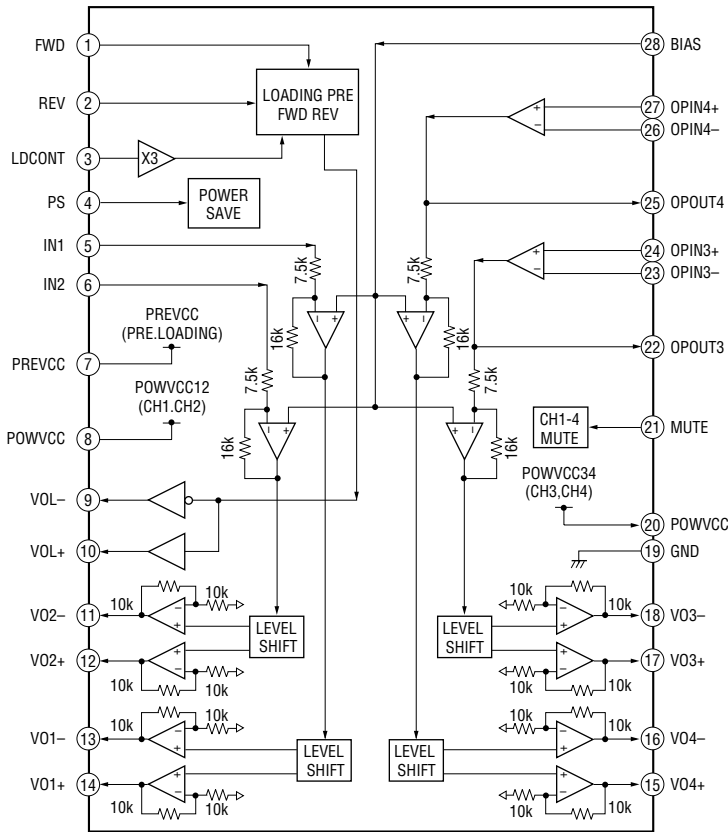 FWD 1
REV 2
LDCONT 3
PS 4
IN1 5
IN2 6
PREVCC 7
POWVCC 8
VOL– 9
VOL+ 10
VO2– 11
VO2+ 12
VO1– 13
VO1+ 14
LOADING PRE
FWD REV
X3
POWER
SAVE
PREVCC
(PRE.LOADING)
POWVCC12
(CH1.CH2)
7.5k
16k
– +
7.5k
16k
– +
7.5k
16k
+ –
7.5k
16k
+ –
+
–
+
–
CH1-4
MUTE
POWVCC34
(CH3,CH4)
LEVEL
SHIFT
LEVEL
SHIFT
LEVEL
SHIFT
LEVEL
SHIFT
10k
–
+
10k
+
–
10k
10k
10k
–
+
10k
+
–
10k
10k
10k
–
+
10k
+
–
10k
10k
10k
–
+
10k
+
–
10k
10k
28 BIAS
27 OPIN4+
26 OPIN4–
25 OPOUT4
24 OPIN3+
23 OPIN3–
22 OPOUT3
21 MUTE
20 POWVCC
19 GND
18 VO3–
17 VO3+
16 VO4–
15 VO4+